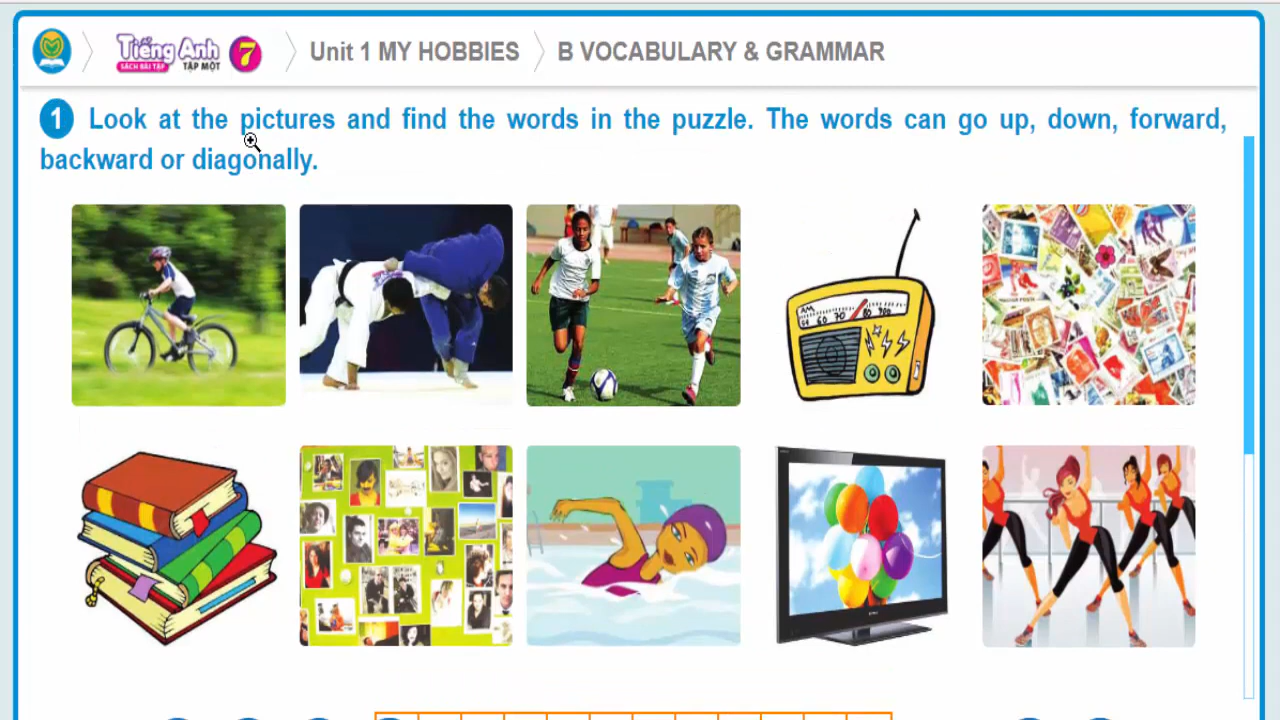 Tiếng Anh 7
SÁCH BÀI TẬP TẬP MỘT
Unit 1 MY HOBBIES
B VOCABULARY & GRAMMAR
1 Look at the pictures and find the words in the puzzle. The words can go up, down, forward,
backward or diagonally.
AM